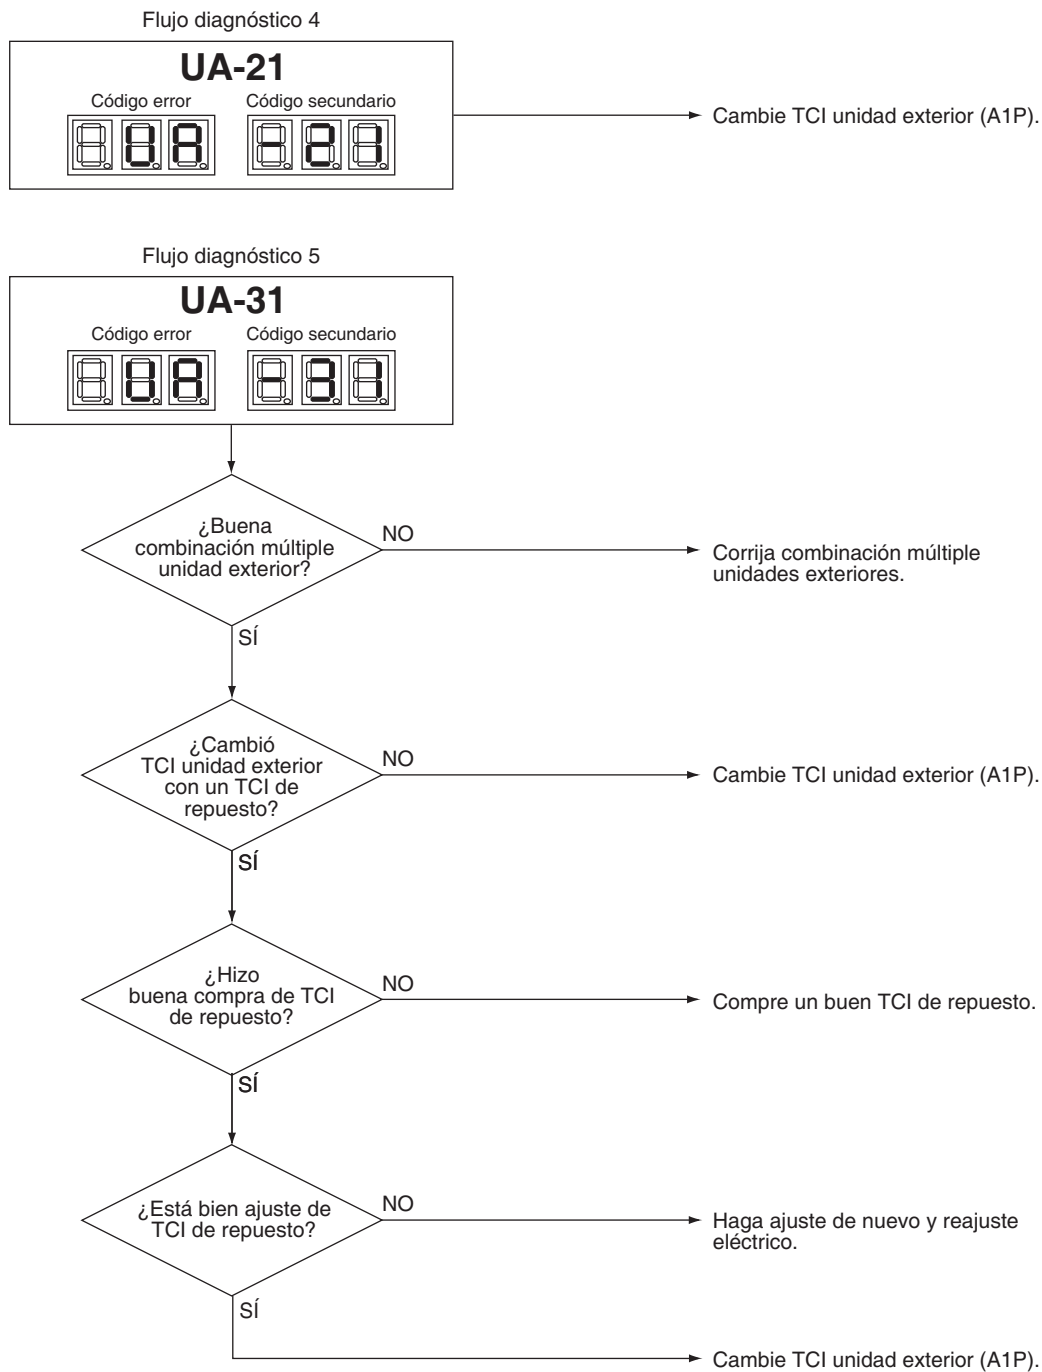 Flujo diagnóstico 4
UA-21
Código error
Código secundario
UA
-21
Cambie TCI unidad exterior (A1P).
Flujo diagnóstico 5
UA-31
Código error
Código secundario
UA
-31
¿Buena
combinación múltiple
unidad exterior?
NO
Corrija combinación múltiple
unidades exteriores.
SÍ
¿Cambió
TCI unidad exterior
con un TCI de
repuesto?
NO
Cambie TCI unidad exterior (A1P).
SÍ
¿Hizo
buena compra de TCI
de repuesto?
NO
Compre un buen TCI de repuesto.
SÍ
¿Está bien ajuste de
TCI de repuesto?
NO
Haga ajuste de nuevo y reajuste
eléctrico.
SÍ
Cambie TCI unidad exterior (A1P).